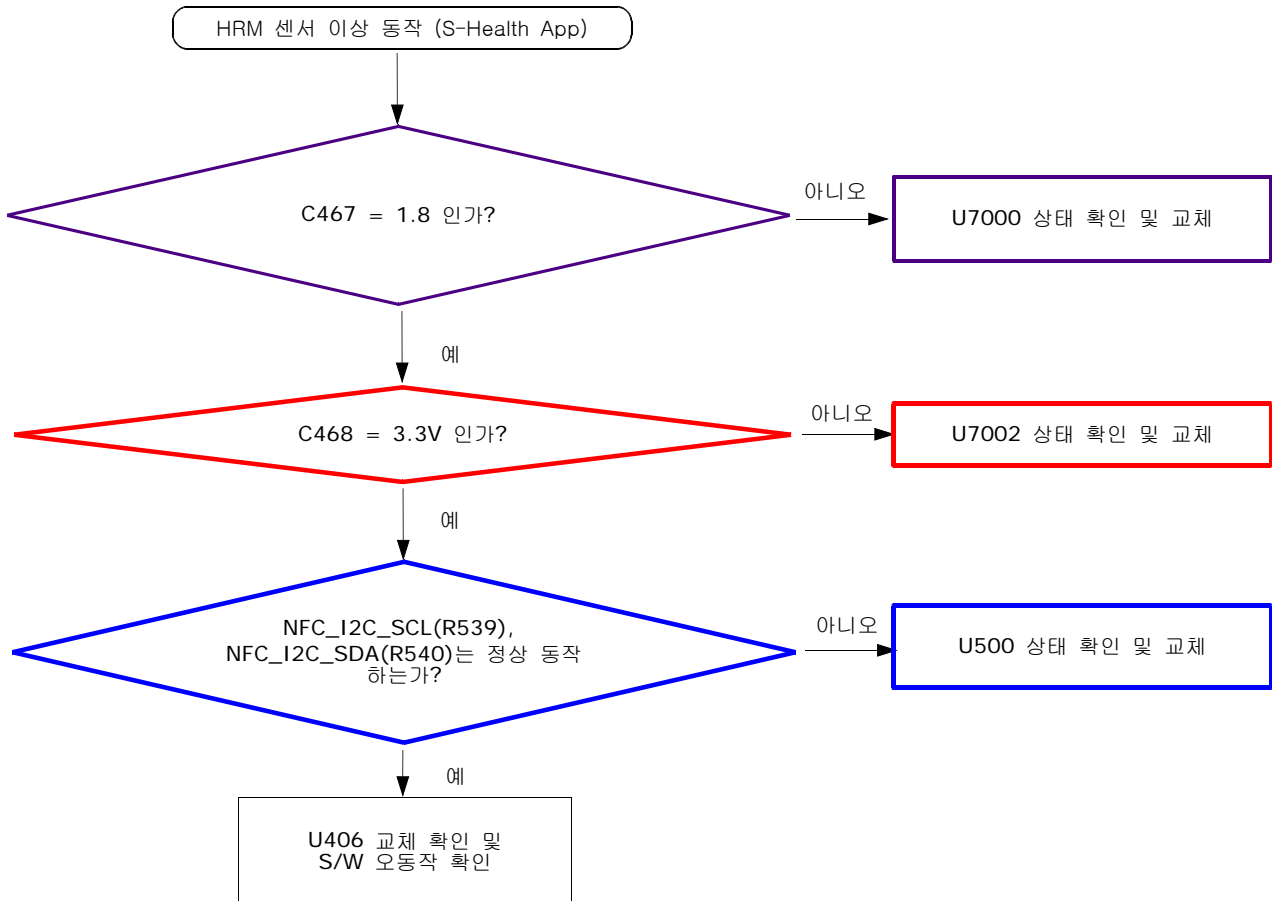 HRM 센서 이상 동작 (S-Health App)
C467 = 1.8 인가?
아니오
U7000 상태 확인 및 교체
예
C468 = 3.3V 인가?
아니오
U7002 상태 확인 및 교체
예
NFC_I2C_SCL(R539),
NFC_I2C_SDA(R540)는 정상 동작
하는가?
아니오
U500 상태 확인 및 교체
예
U406 교체 확인 및
S/W 오동작 확인